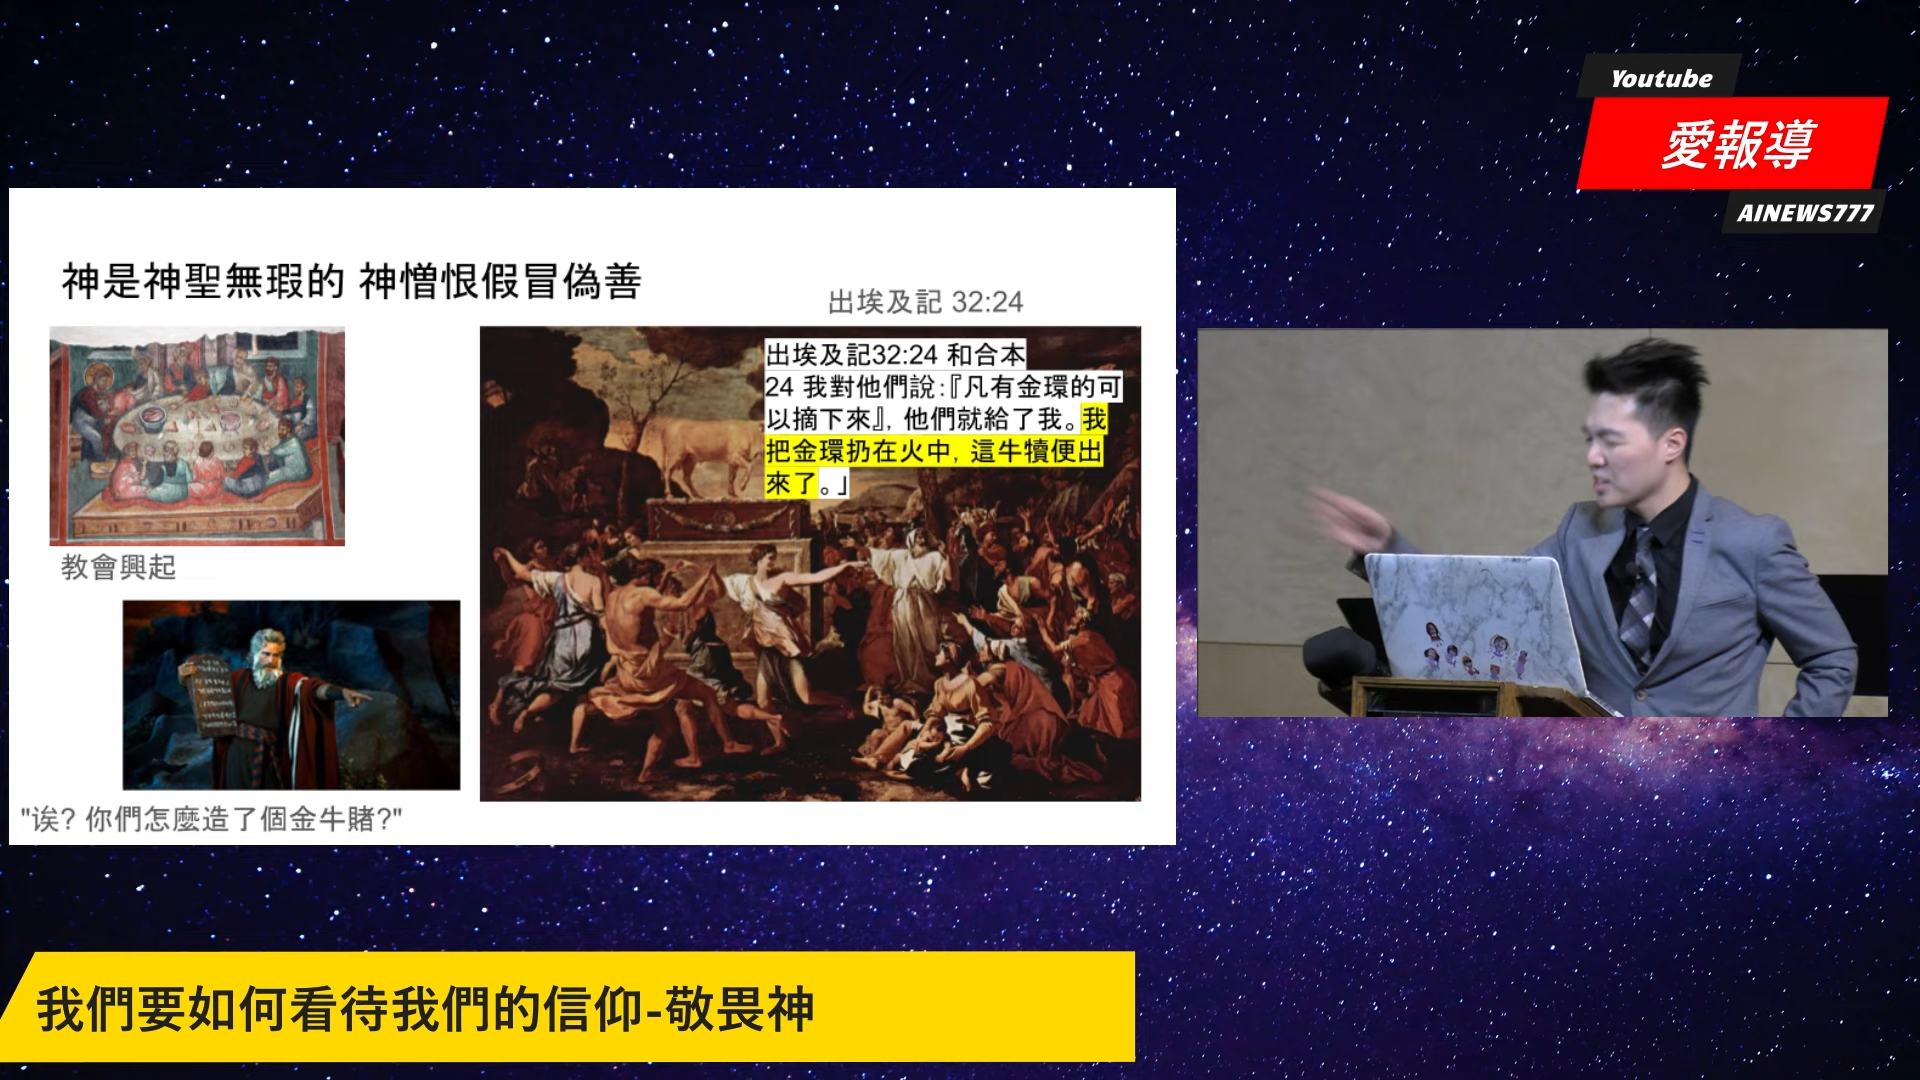 Youtube
愛報導
AINEWS777
神是神聖無瑕的 神憎恨假冒偽善
出埃及記 32:24
出埃及記32:24 和合本
24 我對他們說:『凡有金環的可
以摘下來』, 他們就給了我。我
把金環扔在火中, 這牛犢便出
來了。」
教會興起
"诶? 你們怎麼造了個金牛賭?"
我們要如何看待我們的信仰-敬畏神